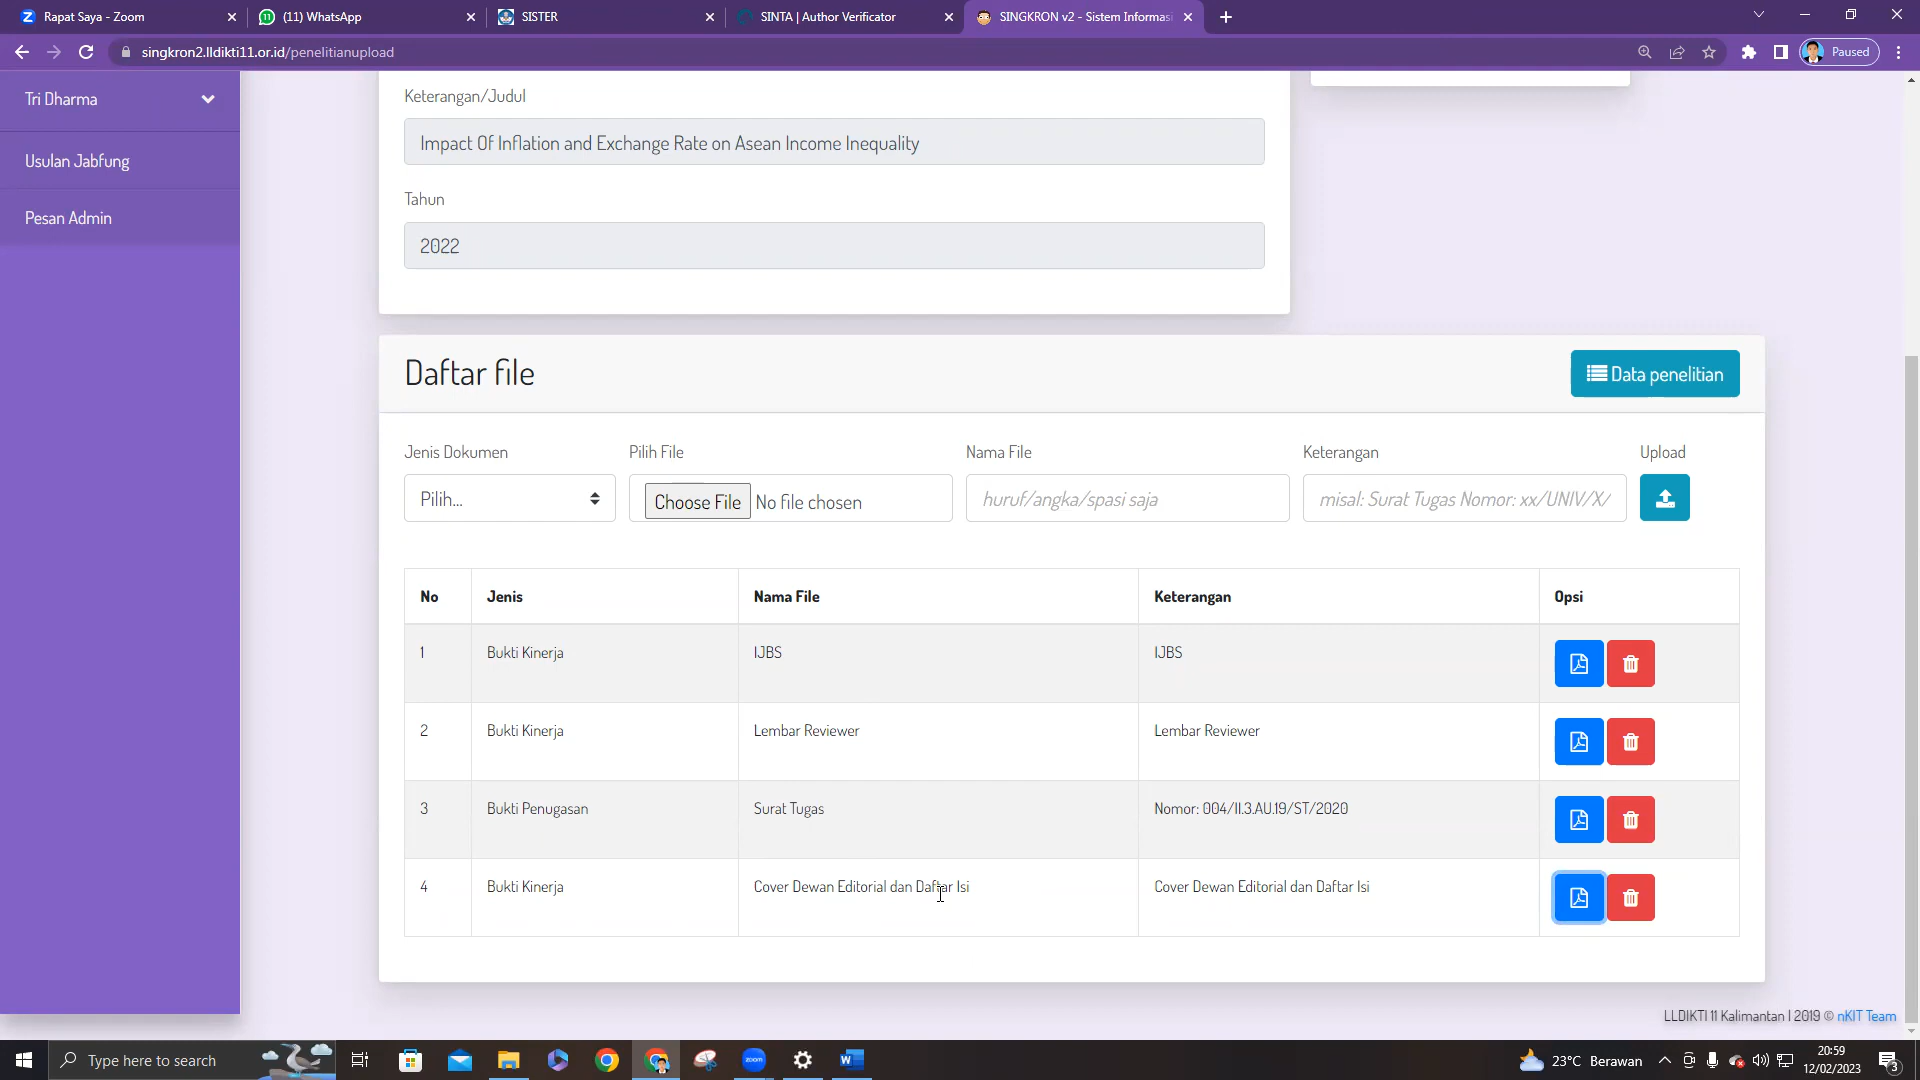 Rapat Saya - Zoom
(11) WhatsApp
SISTER
SINTA | Author Verificator
SINGKRON v2 - Sistem Informas
singkron2.lldikti11.or.id/penelitianupload
Paused
Tri Dharma
Usulan Jabfung
Pesan Admin
Keterangan/Judul
Impact Of Inflation and Exchange Rate on Asean Income Inequality
Tahun
2022
Daftar file
Data penelitian
Jenis Dokumen
Pilih File
Nama File
Keterangan
Upload
Pilih...
Choose File No file chosen
huruf/angka/spasi saja
misal: Surat Tugas Nomor: xx/UNIV/X/
No Jenis Nama File Keterangan Opsi
1 Bukti Kinerja IJBS IJBS
2 Bukti Kinerja Lembar Reviewer Lembar Reviewer
3 Bukti Penugasan Surat Tugas Nomor: 004/II.3.AU.19/ST/2020
4 Bukti Kinerja Cover Dewan Editorial dan Daftar Isi Cover Dewan Editorial dan Daftar Isi
LLDIKTI 11 Kalimantan | 2019 © nKIT Team
Type here to search
23°C Berawan
20:59
12/02/2023
3